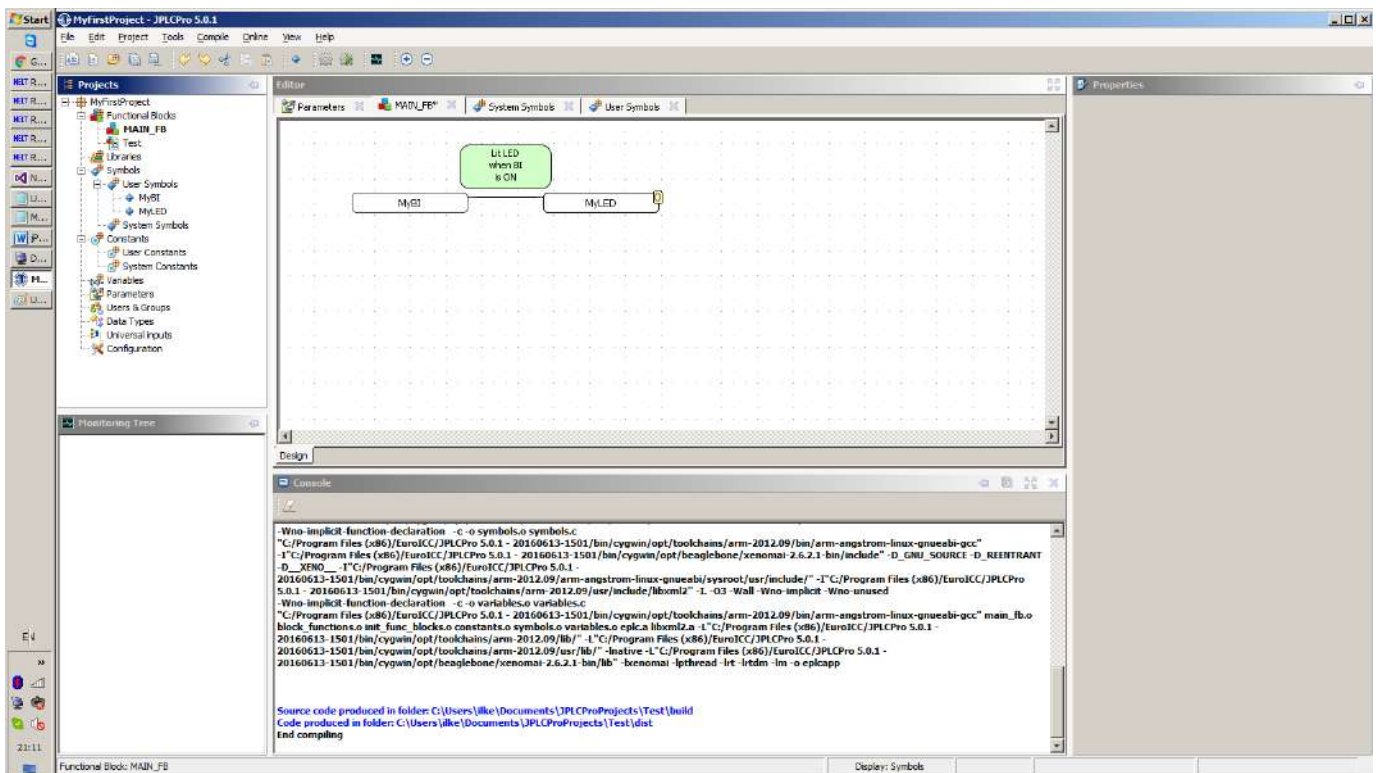 Start
MyFirstProject - JPLCPro 5.0.1
File Edit Project Tools Compile Online View Help
G...
NELT R...
NELT R...
NELT R...
NELT R...
NELT R...
N...
U...
M...
P...
D...
M...
U...
EN
21:11
Projects
MyFirstProject
Functional Blocks
MAIN_FB
Test
Libraries
Symbols
User Symbols
MyBI
MyLED
System Symbols
Constants
User Constants
System Constants
Variables
Parameters
Users & Groups
Data Types
Universal inputs
Configuration
Monitoring Tree
Editor
Parameters MAIN_FB* System Symbols User Symbols
Lit LED
when BI
is ON
MyBI MyLED 0
Design
Properties
Console
-Wno-implicit-function-declaration -c -o symbols.o symbols.c
"C:/Program Files (x86)/EuroICC/JPLCPro 5.0.1 - 20160613-1501/bin/cygwin/opt/toolchains/arm-2012.09/bin/arm-angstrom-linux-gnueabi-gcc"
-I"C:/Program Files (x86)/EuroICC/JPLCPro 5.0.1 - 20160613-1501/bin/cygwin/opt/beaglebone/xenomai-2.6.2.1-bin/include" -D_GNU_SOURCE -D_REENTRANT
-D__XENO__ -I"C:/Program Files (x86)/EuroICC/JPLCPro 5.0.1 -
20160613-1501/bin/cygwin/opt/toolchains/arm-2012.09/arm-angstrom-linux-gnueabi/sysroot/usr/include/" -I"C:/Program Files (x86)/EuroICC/JPLCPro
5.0.1 - 20160613-1501/bin/cygwin/opt/toolchains/arm-2012.09/usr/include/libxml2" -I. -O3 -Wall -Wno-implicit -Wno-unused
-Wno-implicit-function-declaration -c -o variables.o variables.c
"C:/Program Files (x86)/EuroICC/JPLCPro 5.0.1 - 20160613-1501/bin/cygwin/opt/toolchains/arm-2012.09/bin/arm-angstrom-linux-gnueabi-gcc" main_fb.o
block_functions.o init_func_blocks.o constants.o symbols.o variables.o eplc.a libxml2.a -L"C:/Program Files (x86)/EuroICC/JPLCPro 5.0.1 -
20160613-1501/bin/cygwin/opt/toolchains/arm-2012.09/lib/" -L"C:/Program Files (x86)/EuroICC/JPLCPro 5.0.1 -
20160613-1501/bin/cygwin/opt/toolchains/arm-2012.09/usr/lib/" -lnative -L"C:/Program Files (x86)/EuroICC/JPLCPro 5.0.1 -
20160613-1501/bin/cygwin/opt/beaglebone/xenomai-2.6.2.1-bin/lib" -lxenomai -lpthread -lrt -lrtdm -lm -o eplcapp
Source code produced in folder: C:\Users\ilke\Documents\JPLCProProjects\Test\build
Code produced in folder: C:\Users\ilke\Documents\JPLCProProjects\Test\dist
End compiling
Functional Block: MAIN_FB
Display: Symbols